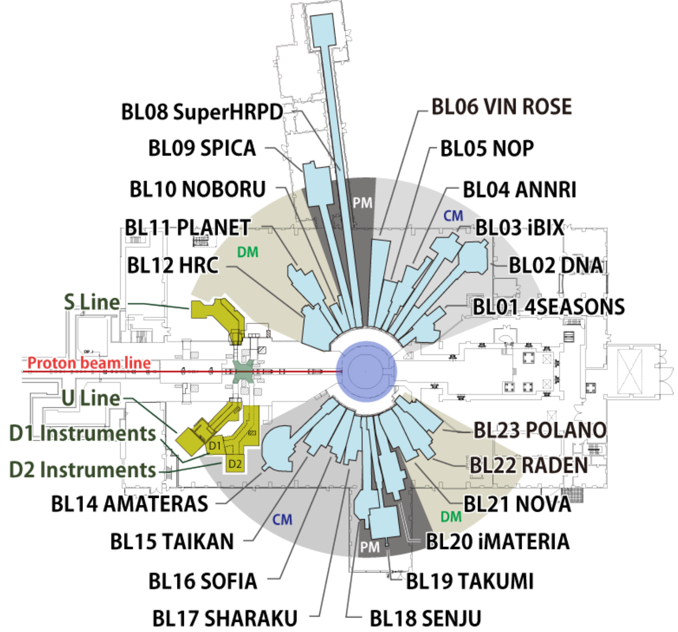 BL08 SuperHRPD
BL06 VIN ROSE
BL09 SPICA
BL05 NOP
BL10 NOBORU
PM
BL04 ANNRI
BL11 PLANET
CM
BL03 iBIX
DM
BL12 HRC
BL02 DNA
S Line
BL01 4SEASONS
Proton beam line
U Line
D1 Instruments
D1
BL23 POLANO
D2 Instruments
D2
BL22 RADEN
BL14 AMATERAS
BL21 NOVA
CM
DM
BL15 TAIKAN
PM
BL20 iMATERIA
BL16 SOFIA
BL19 TAKUMI
BL17 SHARAKU
BL18 SENJU